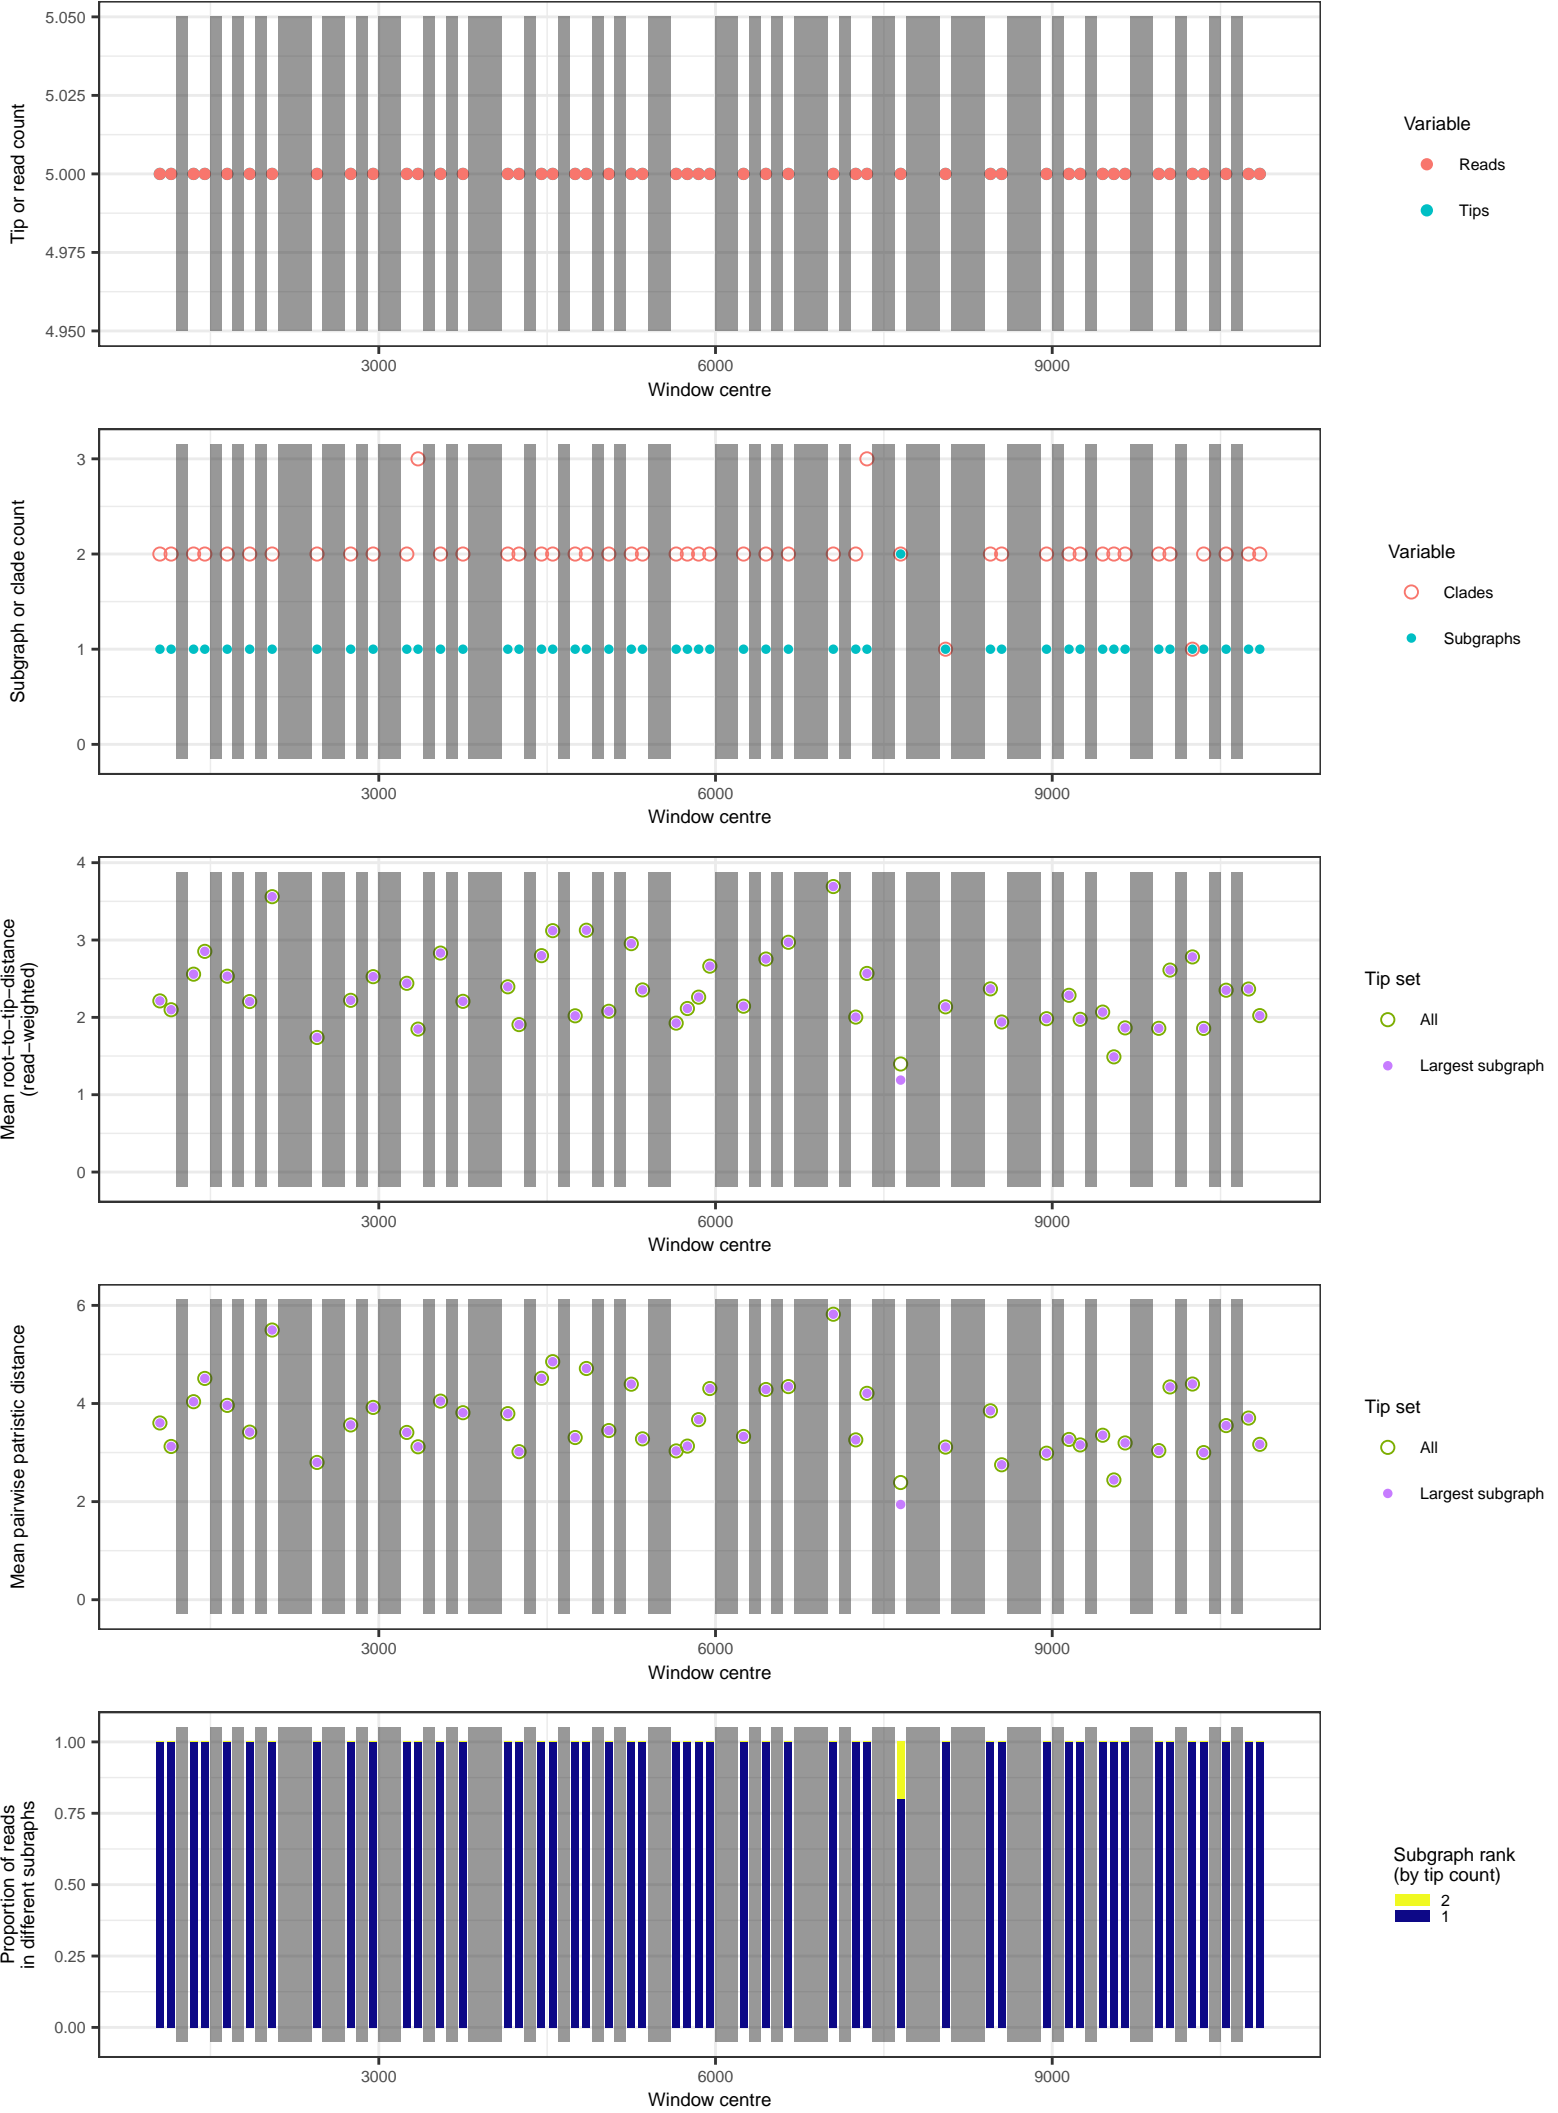 5.050
5.025
5.000
4.975
4.950
Tip or read count
3000
6000
9000
Window centre
Variable
Reads
Tips
3
2
1
0
Subgraph or clade count
3000
6000
9000
Window centre
Variable
Clades
Subgraphs
4
3
2
1
0
Mean root−to−tip−distance
(read−weighted)
3000
6000
9000
Window centre
Tip set
All
Largest subgraph
6
4
2
0
Mean pairwise patristic distance
3000
6000
9000
Window centre
Tip set
All
Largest subgraph
1.00
0.75
0.50
0.25
0.00
Proportion of reads
in different subraphs
3000
6000
9000
Window centre
Subgraph rank
(by tip count)
2
1